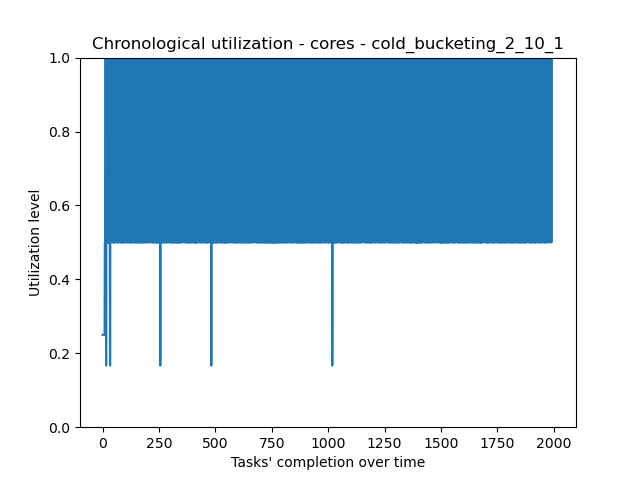 Chronological utilization - cores - cold_bucketing_2_10_1
1.0
0.8
0.6
0.4
0.2
0.0
Utilization level
0 250 500 750 1000 1250 1500 1750 2000
Tasks' completion over time